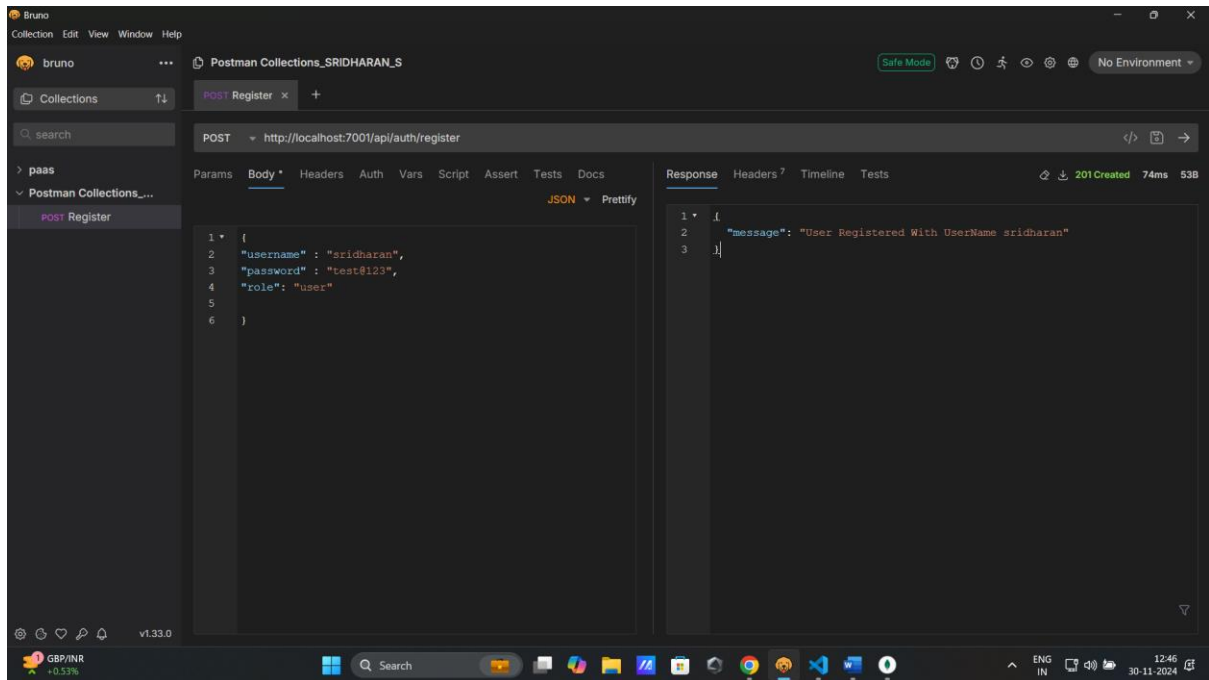 Bruno
Collection Edit View Window Help
bruno
Postman Collections_SRIDHARAN_S
Safe Mode
No Environment
Collections
POST Register
search
POST http://localhost:7001/api/auth/register
paas
Postman Collections_...
POST Register
Params Body Headers Auth Vars Script Assert Tests Docs
JSON Prettify
1 {
2 "username" : "sridharan",
3 "password" : "test@123",
4 "role": "user"
5
6 }
Response Headers 7 Timeline Tests 201 Created 74ms 53B
1 {
2 "message": "User Registered With UserName sridharan"
3 }
v1.33.0
1
GBP/INR
+0.53%
Search
ENG
IN
12:46
30-11-2024